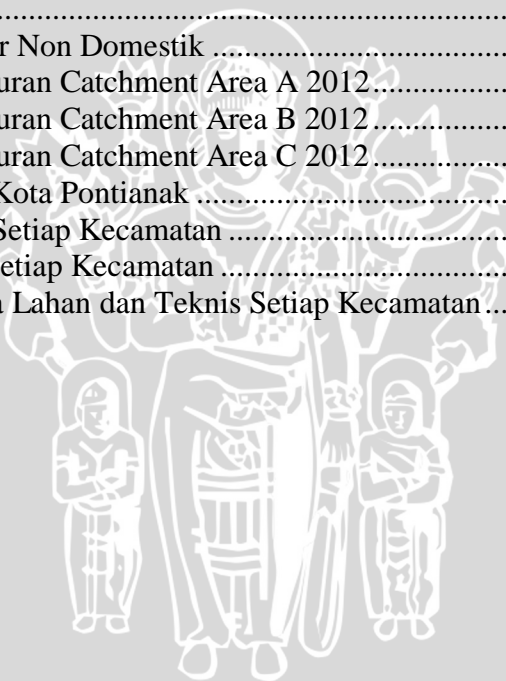 ...............................................................
r Non Domestik ........................................
uran Catchment Area A 2012..................
uran Catchment Area B 2012..................
uran Catchment Area C 2012..................
Kota Pontianak ..........................................
Setiap Kecamatan ......................................
etiap Kecamatan .......................................
a Lahan dan Teknis Setiap Kecamatan...